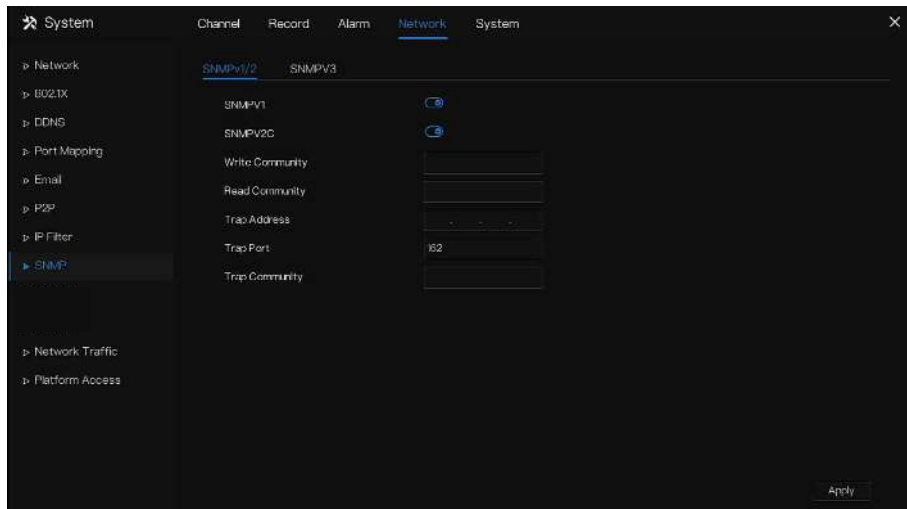 System
Channel Record Alarm Network System
Network
802.1X
DDNS
Port Mapping
Email
P2P
IP Filter
SNMP
Network Traffic
Platform Access
SNMPv1/2 SNMPV3
SNMPV1
SNMPV2C
Write Community
Read Community
Trap Address
Trap Port 162
Trap Community
Apply